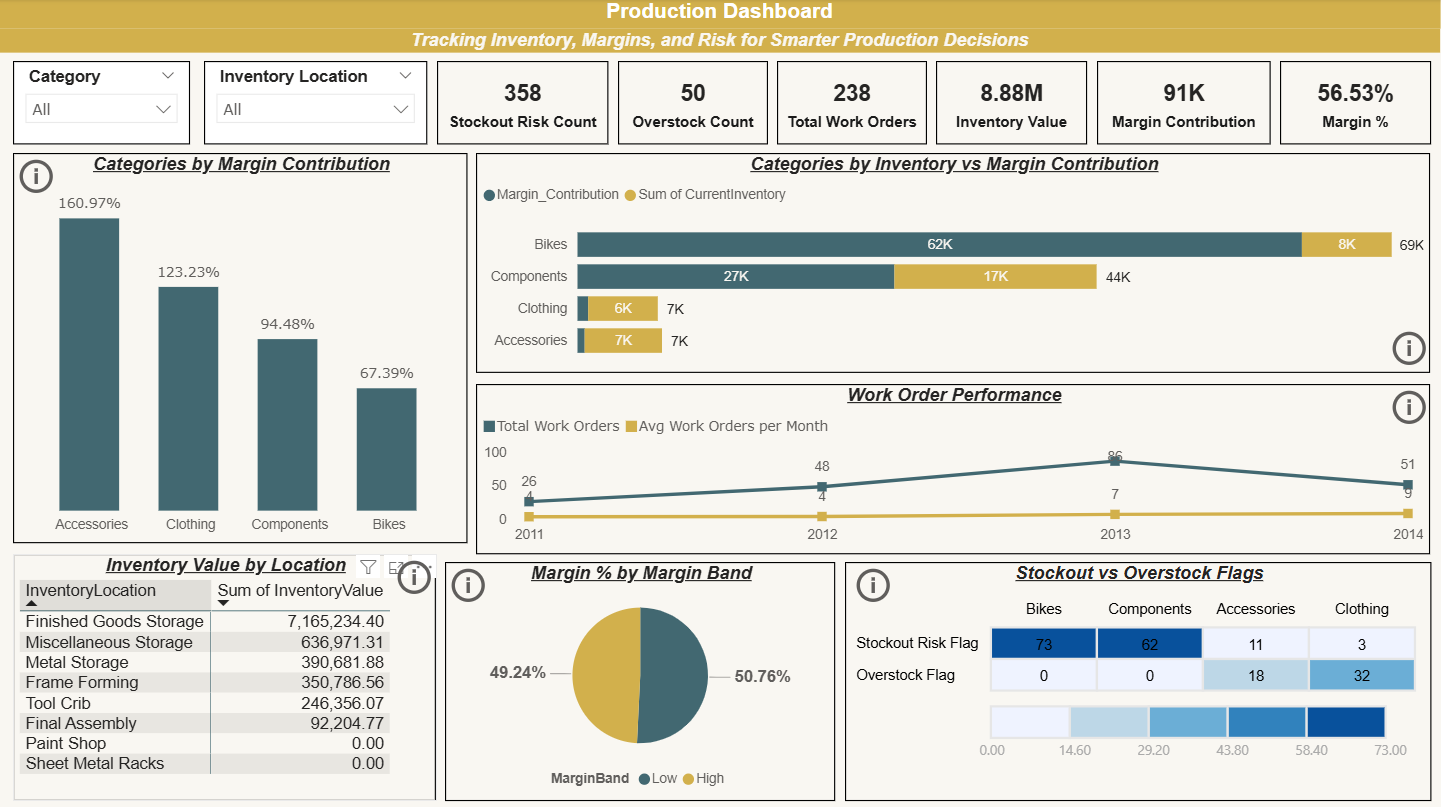 Production Dashboard
Tracking Inventory, Margins, and Risk for Smarter Production Decisions
Category
All
Inventory Location
All
358
Stockout Risk Count
50
Overstock Count
238
Total Work Orders
8.88M
Inventory Value
91K
Margin Contribution
56.53%
Margin %
Categories by Margin Contribution
160.97%
123.23%
94.48%
67.39%
Accessories Clothing Components Bikes
Categories by Inventory vs Margin Contribution
Margin_Contribution Sum of CurrentInventory
Bikes 62K 8K 69K
Components 27K 17K 44K
Clothing 6K 7K
Accessories 7K 7K
Work Order Performance
Total Work Orders Avg Work Orders per Month
100
50
0
26 48 86 51
4 4 7 9
2011 2012 2013 2014
Inventory Value by Location
InventoryLocation Sum of InventoryValue
Finished Goods Storage 7,165,234.40
Miscellaneous Storage 636,971.31
Metal Storage 390,681.88
Frame Forming 350,786.56
Tool Crib 246,356.07
Final Assembly 92,204.77
Paint Shop 0.00
Sheet Metal Racks 0.00
Margin % by Margin Band
49.24%
50.76%
MarginBand Low High
Stockout vs Overstock Flags
Bikes Components Accessories Clothing
Stockout Risk Flag 73 62 11 3
Overstock Flag 0 0 18 32
0.00 14.60 29.20 43.80 58.40 73.00